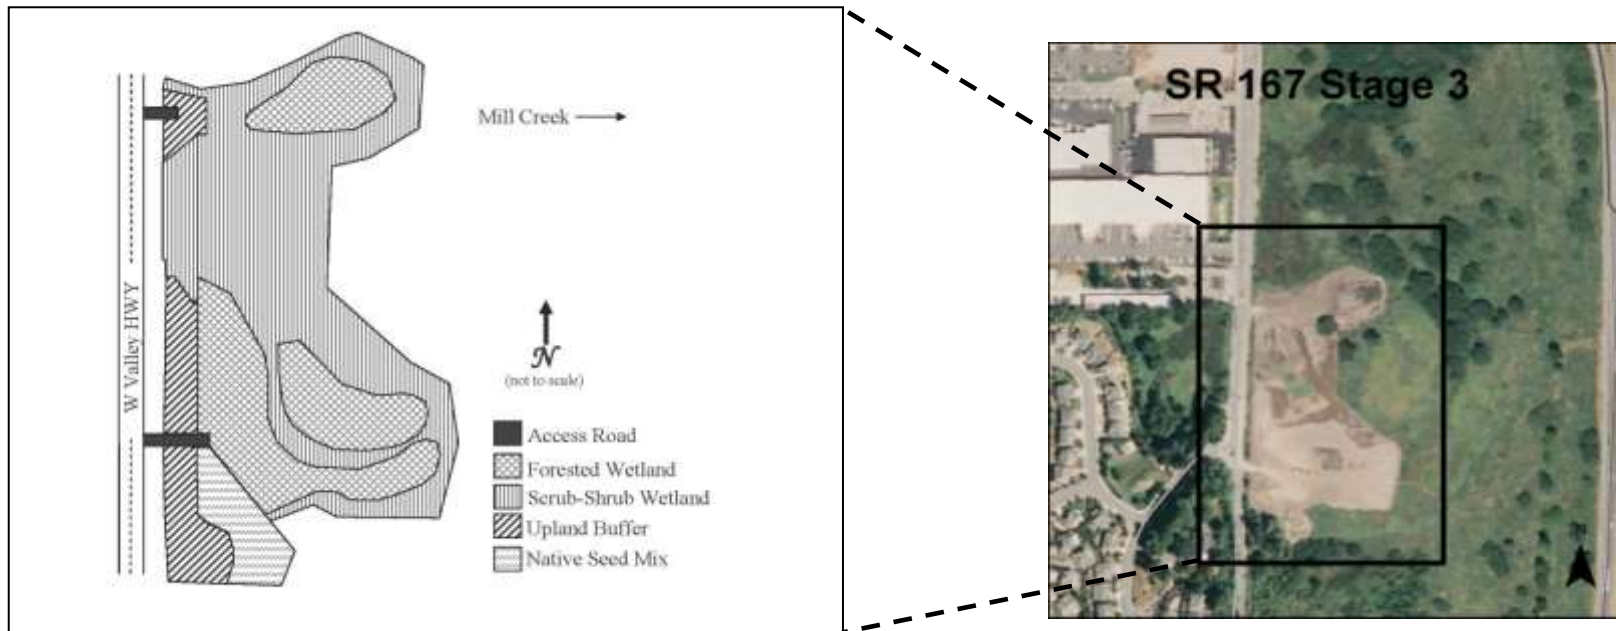 Mill Creek
W Valley HWY
N
(not to scale)
Access Road
Forested Wetland
Scrub-Shrub Wetland
Upland Buffer
Native Seed Mix
SR 167 Stage 3